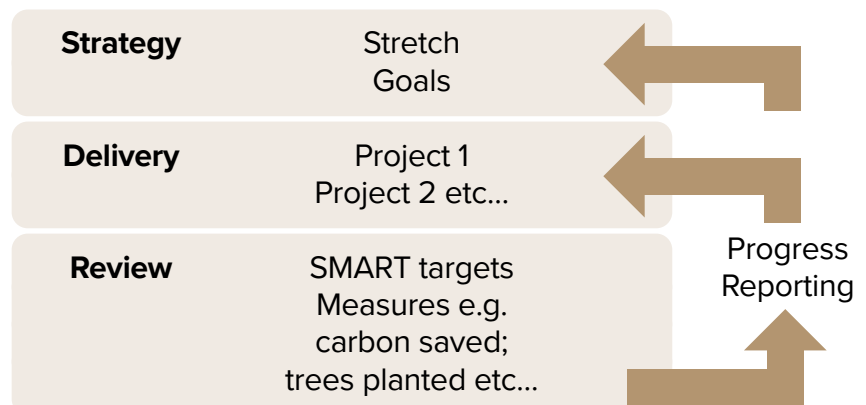 Strategy
Stretch
Goals
Delivery
Project 1
Project 2 etc...
Review
SMART targets
Measures e.g.
carbon saved;
trees planted etc...
Progress
Reporting